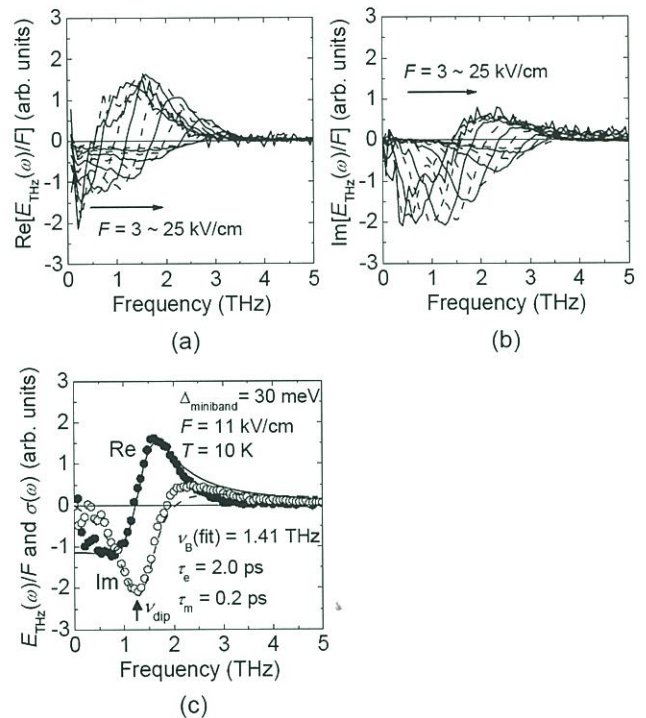 3
2
1
0
-1
-2
-3
Re[E_THz(ω)/F] (arb. units)
F = 3 ~ 25 kV/cm
0 1 2 3 4 5
Frequency (THz)
(a)
3
2
1
0
-1
-2
-3
Im[E_THz(ω)/F] (arb. units)
F = 3 ~ 25 kV/cm
0 1 2 3 4 5
Frequency (THz)
(b)
3
2
1
0
-1
-2
-3
E_THz(ω)/F and σ(ω) (arb. units)
Δ_miniband = 30 meV
F = 11 kV/cm
T = 10 K
Re
Im
ν_B(fit) = 1.41 THz
τ_e = 2.0 ps
τ_m = 0.2 ps
ν_dip
0 1 2 3 4 5
Frequency (THz)
(c)